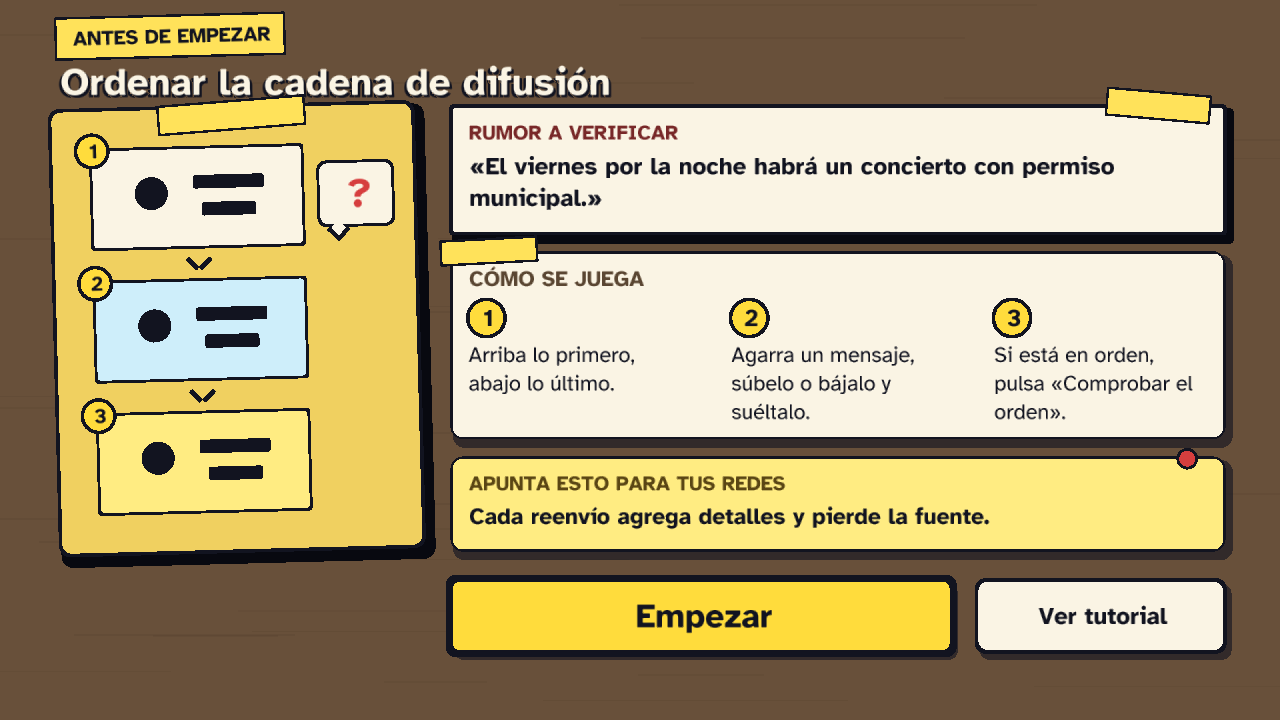 ANTES DE EMPEZAR
Ordenar la cadena de difusión
1
?
2
3
RUMOR A VERIFICAR
«El viernes por la noche habrá un concierto con permiso
municipal.»
CÓMO SE JUEGA
1
Arriba lo primero,
abajo lo último.
2
Agarra un mensaje,
súbelo o bájalo y
suéltalo.
3
Si está en orden,
pulsa «Comprobar el
orden».
APUNTA ESTO PARA TUS REDES
Cada reenvío agrega detalles y pierde la fuente.
Empezar
Ver tutorial